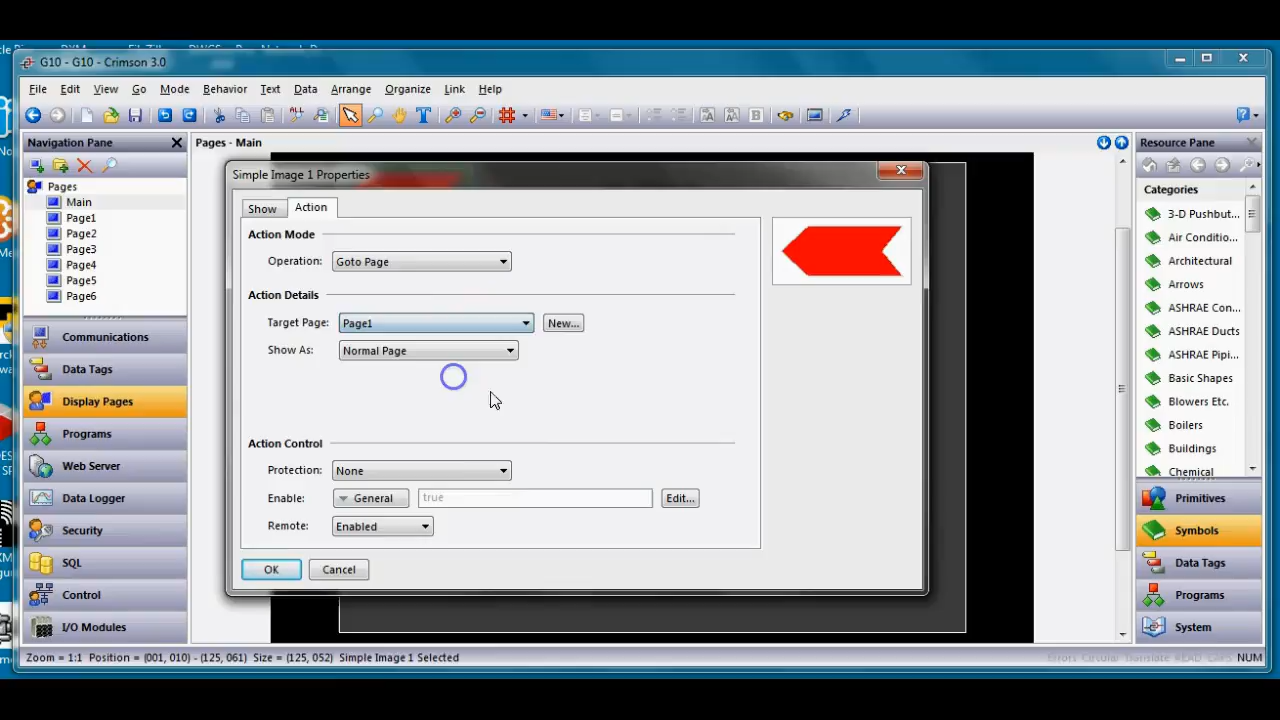 G10 - G10 - Crimson 3.0
File Edit View Go Mode Behavior Text Data Arrange Organize Link Help
Navigation Pane
Pages
Main
Page1
Page2
Page3
Page4
Page5
Page6
Communications
Data Tags
Display Pages
Programs
Web Server
Data Logger
Security
SQL
Control
I/O Modules
Pages - Main
Simple Image 1 Properties
Show Action
Action Mode
Operation: Goto Page
Action Details
Target Page: Page1 New...
Show As: Normal Page
Action Control
Protection: None
Enable: General true Edit...
Remote: Enabled
OK Cancel
Resource Pane
Categories
3-D Pushbut...
Air Conditio...
Architectural
Arrows
ASHRAE Con...
ASHRAE Ducts
ASHRAE Pipi...
Basic Shapes
Blowers Etc.
Boilers
Buildings
Chemical
Primitives
Symbols
Data Tags
Programs
System
Zoom = 1:1 Position = (001, 010) - (125, 061) Size = (125, 052) Simple Image 1 Selected
Errors Circular Translate READ CAPS NUM